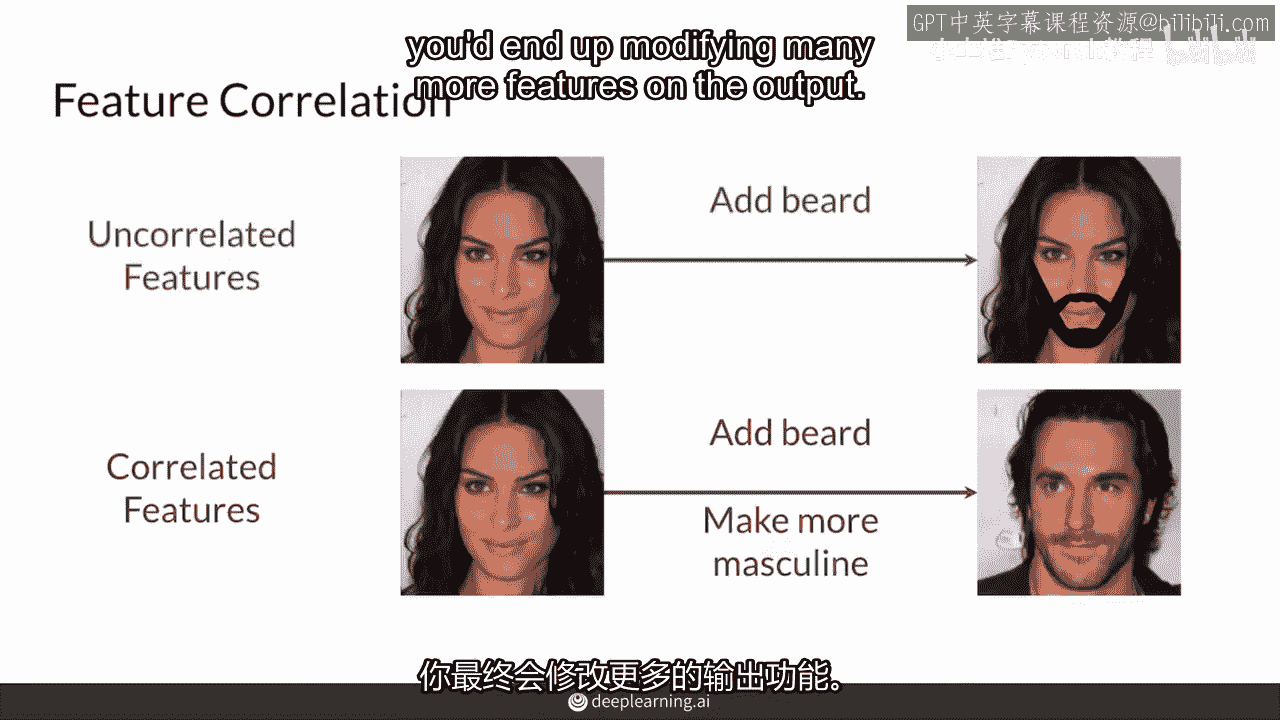 GPT中英字幕课程资源@bilibili.com
you'd end up modifying many
more features on the output.
Feature Correlation
Uncorrelated
Features
Add beard
Correlated
Features
Add beard
Make more
masculine
你最终会修改更多的输出功能。
deeplearning.ai